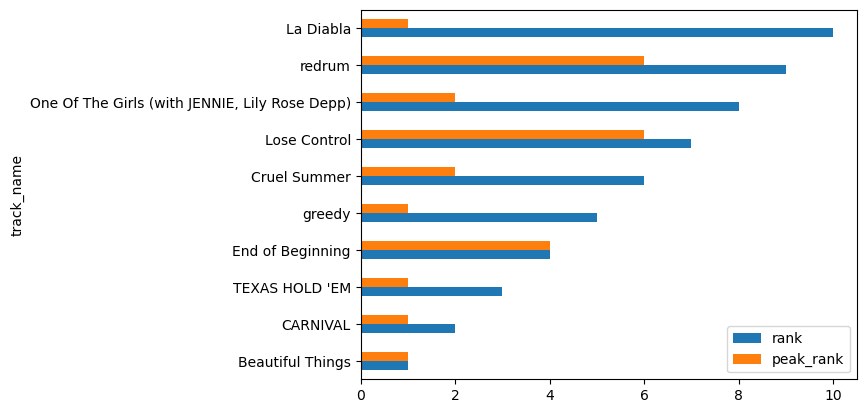 La Diabla
redrum
One Of The Girls (with JENNIE, Lily Rose Depp)
Lose Control
Cruel Summer
greedy
End of Beginning
TEXAS HOLD 'EM
CARNIVAL
Beautiful Things
track_name
0 2 4 6 8 10
rank
peak_rank